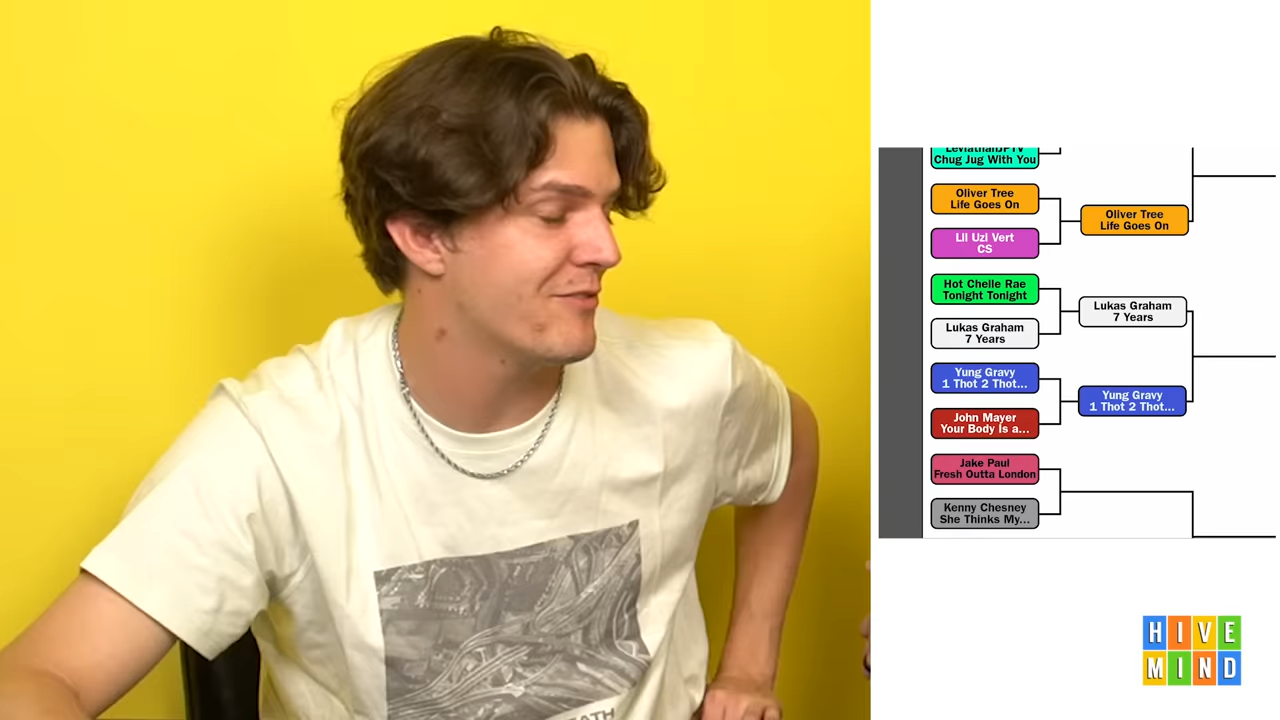 LeviathanJPTV
Chug Jug With You
Oliver Tree
Life Goes On
Lil Uzi Vert
CS
Hot Chelle Rae
Tonight Tonight
Lukas Graham
7 Years
Yung Gravy
1 Thot 2 Thot...
John Mayer
Your Body Is a...
Jake Paul
Fresh Outta London
Kenny Chesney
She Thinks My...
Oliver Tree
Life Goes On
Lukas Graham
7 Years
Yung Gravy
1 Thot 2 Thot...
HIVE
MIND